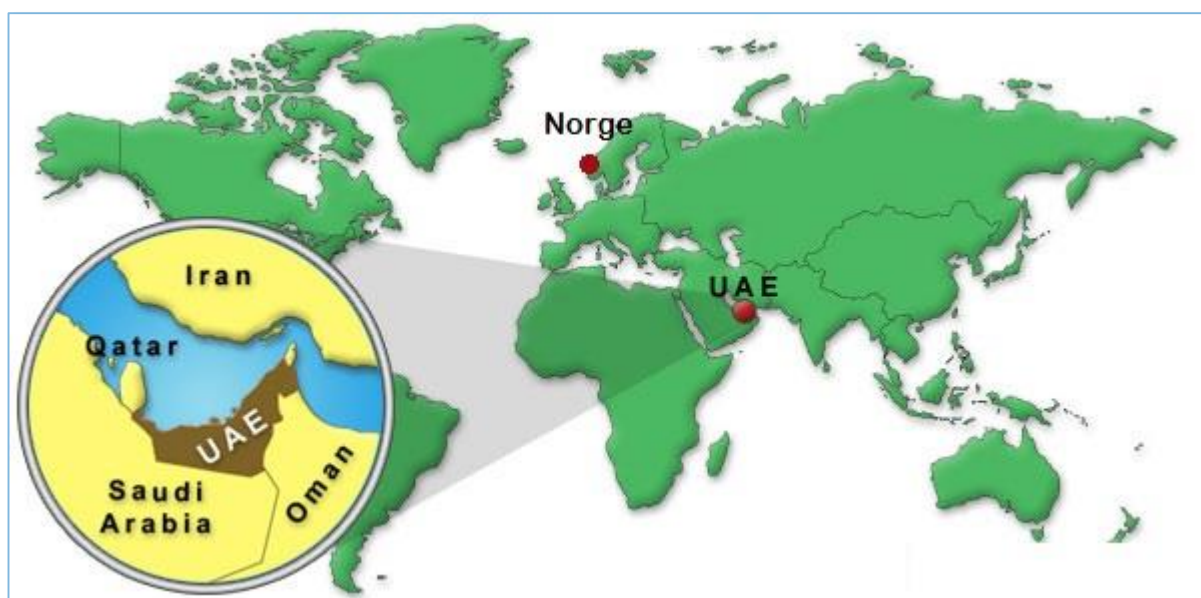 Norge
UAE
Iran
Qatar
UAE
Saudi
Arabia
Oman